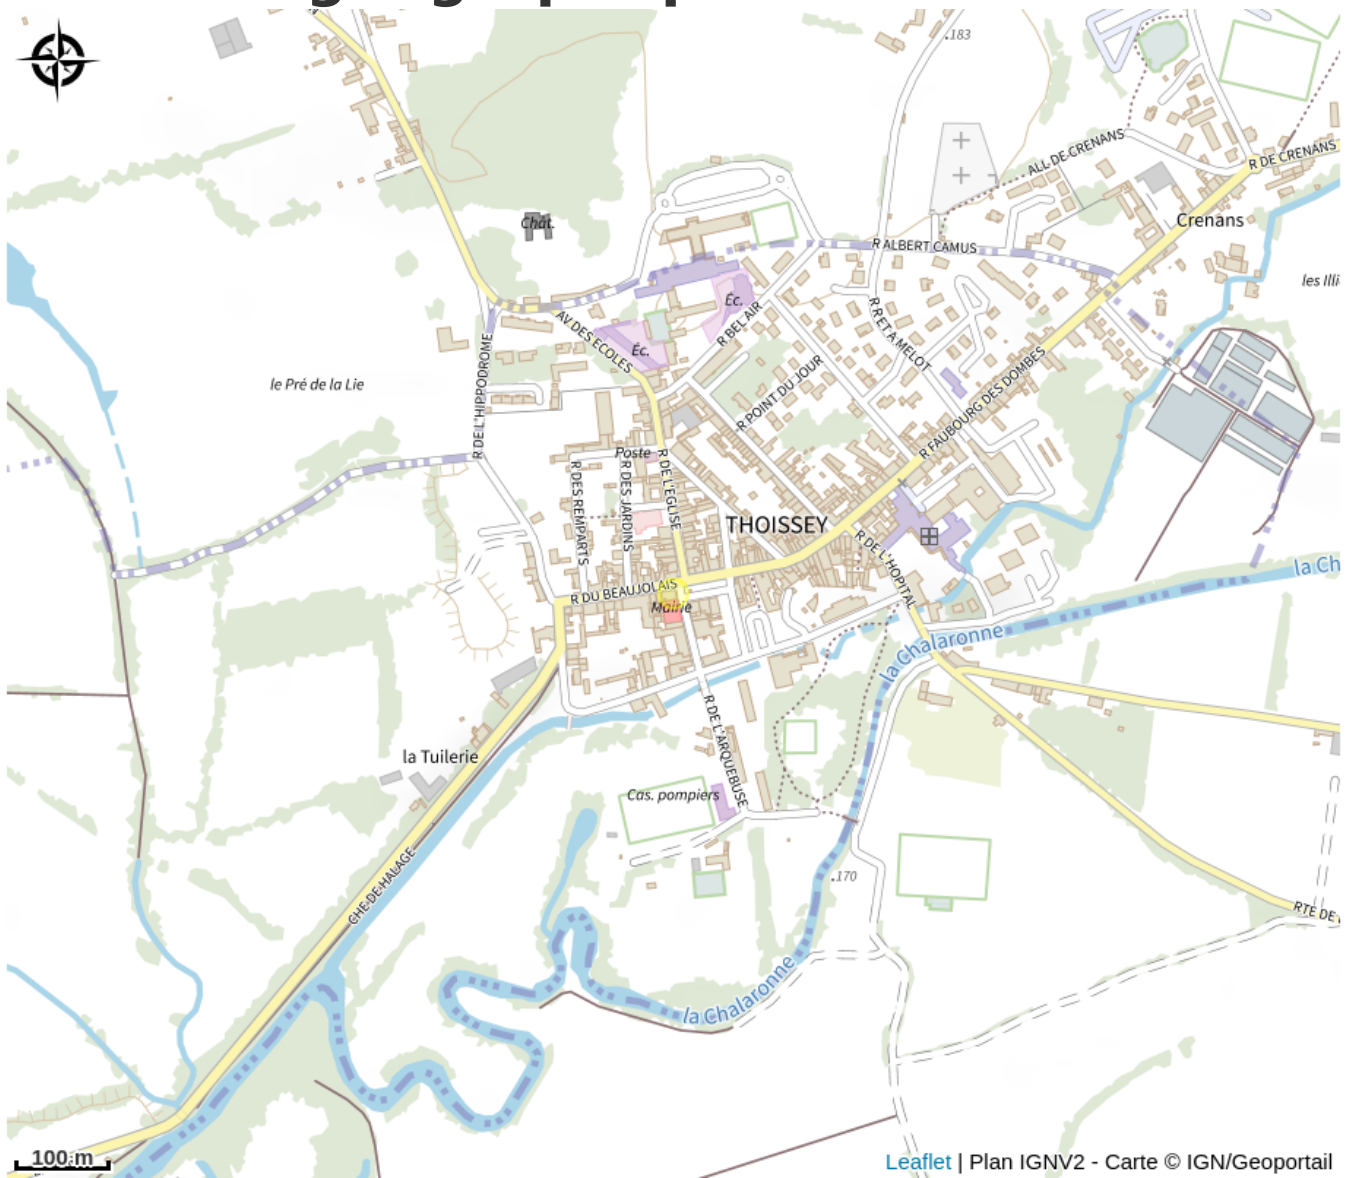 183
ALL DE CRENANS
R DE CRENANS
Crenans
Chât.
R ALBERT CAMUS
les Illi
Éc.
AV DES ECOLES
R BEL AIR
R RET A MELOT
Éc.
R DE L'HIPPODROME
le Pré de la Lie
R POINT DU JOUR
R FAUBOURG DES DOMBES
Poste
R DE L'EGLISE
R DES REMPARTS
R DES JARDINS
THOISSEY
R DE L'HOPITAL
la Ch
R DU BEAUJOLAIS
Mairie
la Chalaronne
R DE L'ARQUEBUSE
la Tuilerie
Cas. pompiers
170
CHE DE HALAGE
RTE DE
la Chalaronne
100 m
Leaflet | Plan IGNV2 - Carte © IGN/Geoportail